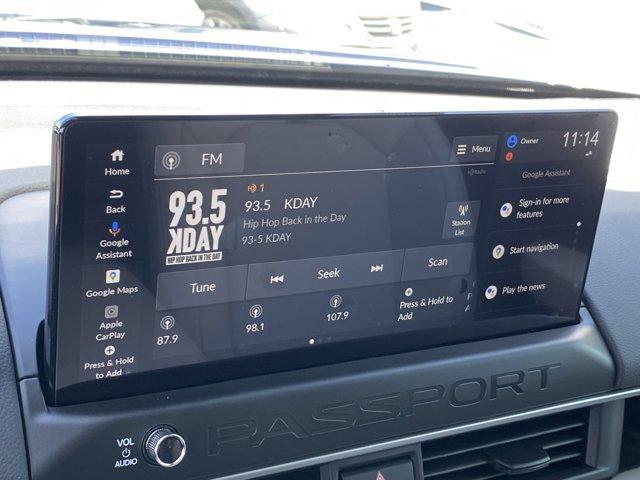 Home
Back
Google
Assistant
Google Maps
Apple
CarPlay
Press & Hold
to Add
FM
Menu
HD Radio
93.5
KDAY
HIP HOP BACK IN THE DAY
HD 1
93.5 KDAY
Hip Hop Back in the Day
93-5 KDAY
Station
List
Tune
Seek
Scan
87.9
98.1
107.9
Press & Hold to
Add
P
A
Owner
11:14
Google Assistant
Sign-in for more
features
Start navigation
Play the news
PASSPORT
VOL
AUDIO